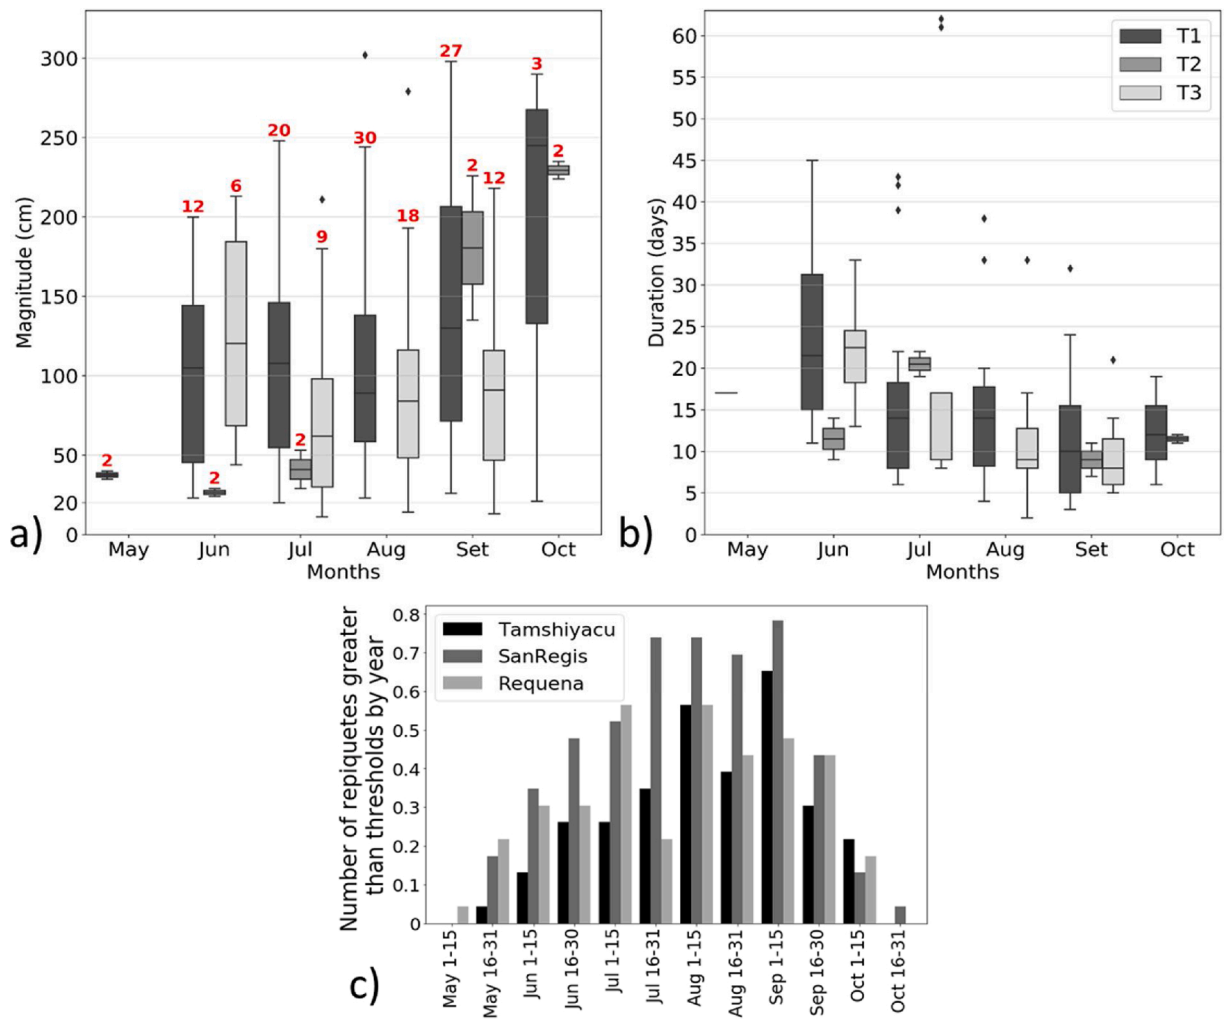 300
250
200
150
100
50
20
0
Magnitude (cm)
2
12
2
6
20
2
9
30
18
27
2
12
3
2
May Jun Jul Aug Set Oct
Months
a)
60
55
50
45
40
35
30
25
20
15
10
5
0
Duration (days)
T1
T2
T3
May Jun Jul Aug Set Oct
Months
b)
0.8
0.7
0.6
0.5
0.4
0.3
0.2
0.1
0
Number of repiquetes greater
than thresholds by year
Tamshiyacu
SanRegis
Requena
May 1-15
May 16-31
Jun 1-15
Jun 16-30
Jul 1-15
Jul 16-31
Aug 1-15
Aug 16-31
Sep 1-15
Sep 16-30
Oct 1-15
Oct 16-31
c)